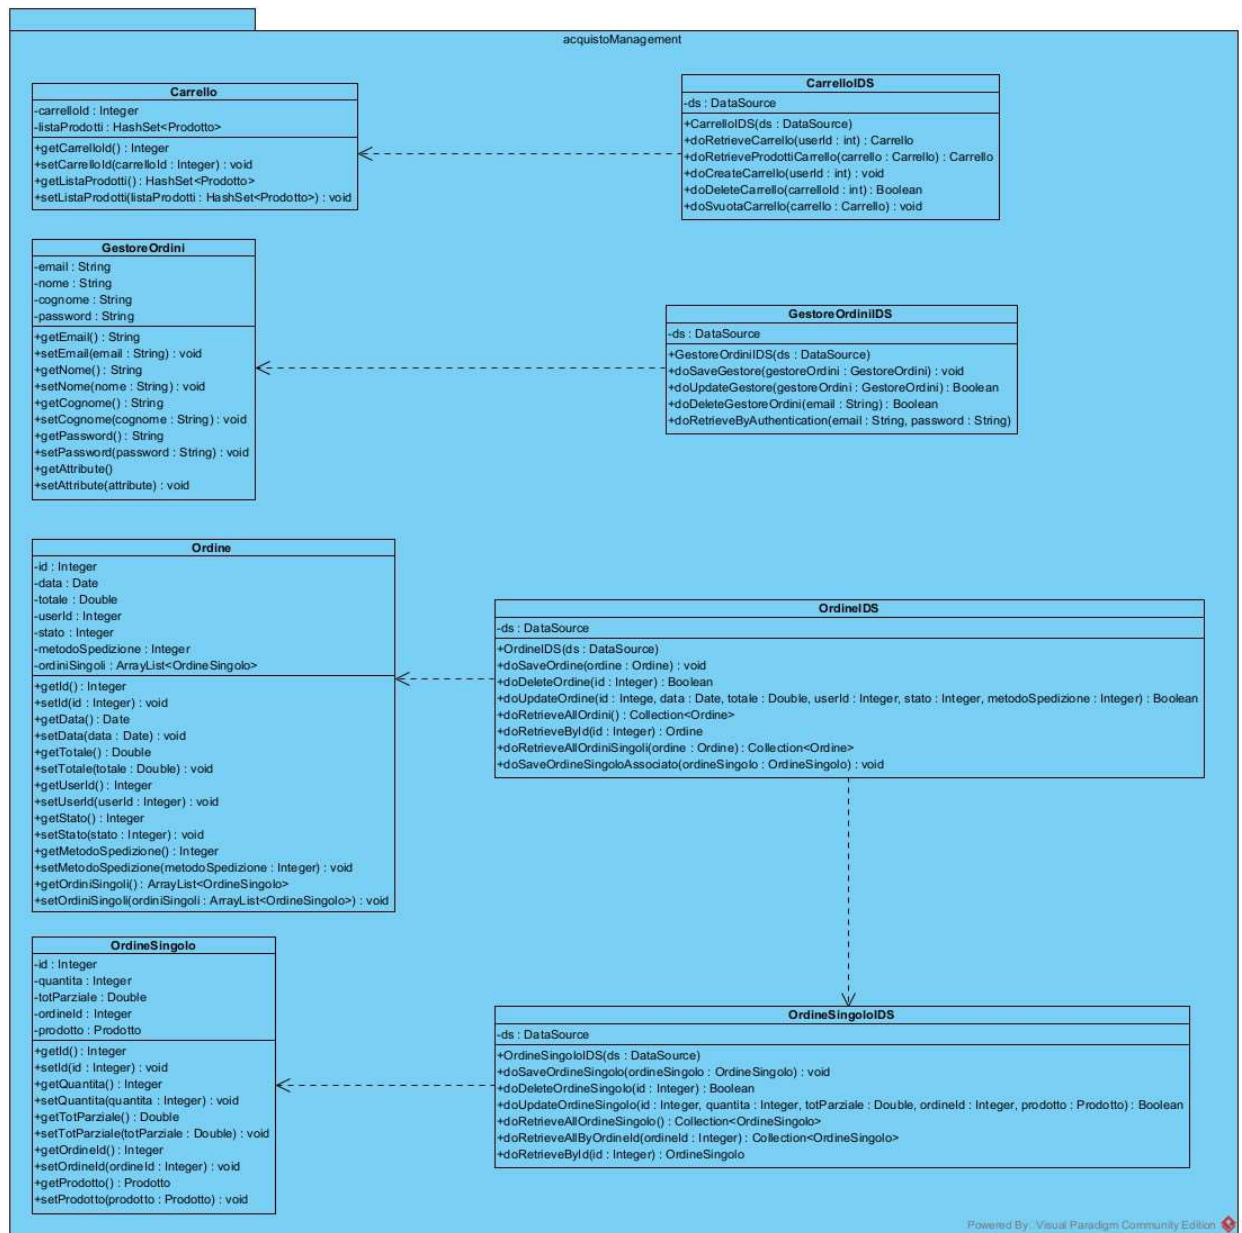 acquistoManagement
Carrello
-carrelloId : Integer
-listaProdotti : HashSet<Prodotto>
+getCarrelloId() : Integer
+setCarrelloId(carrelloId : Integer) : void
+getListaProdotti() : HashSet<Prodotto>
+setListaProdotti(listaProdotti : HashSet<Prodotto>) : void
CarrelloIDS
-ds : DataSource
+CarrelloIDS(ds : DataSource)
+doRetrieveCarrello(userId : int) : Carrello
+doRetrieveProdottiCarrello(carrello : Carrello) : Carrello
+doCreateCarrello(userId : int) : void
+doDeleteCarrello(carrelloId : int) : Boolean
+doSvuotaCarrello(carrello : Carrello) : void
GestoreOrdini
-email : String
-nome : String
-cognome : String
-password : String
+getEmail() : String
+setEmail(email : String) : void
+getNome() : String
+setNome(nome : String) : void
+getCognome() : String
+setCognome(cognome : String) : void
+getPassword() : String
+setPassword(password : String) : void
+getAttribute()
+setAttribute(attribute) : void
GestoreOrdiniIDS
-ds : DataSource
+GestoreOrdiniIDS(ds : DataSource)
+doSaveGestore(gestoreOrdini : GestoreOrdini) : void
+doUpdateGestore(gestoreOrdini : GestoreOrdini) : Boolean
+doDeleteGestoreOrdini(email : String) : Boolean
+doRetrieveByAuthentication(email : String, password : String)
Ordine
-id : Integer
-data : Date
-totale : Double
-userId : Integer
-stato : Integer
-metodoSpedizione : Integer
-ordiniSingoli : ArrayList<OrdineSingolo>
+getId() : Integer
+setId(id : Integer) : void
+getData() : Date
+setData(data : Date) : void
+getTotale() : Double
+setTotale(totale : Double) : void
+getUserId() : Integer
+setUserId(userId : Integer) : void
+getStato() : Integer
+setStato(stato : Integer) : void
+getMetodoSpedizione() : Integer
+setMetodoSpedizione(metodoSpedizione : Integer) : void
+getOrdiniSingoli() : ArrayList<OrdineSingolo>
+setOrdiniSingoli(ordiniSingoli : ArrayList<OrdineSingolo>) : void
OrdineIDS
-ds : DataSource
+OrdineIDS(ds : DataSource)
+doSaveOrdine(ordine : Ordine) : void
+doDeleteOrdine(id : Integer) : Boolean
+doUpdateOrdine(id : Intege, data : Date, totale : Double, userId : Integer, stato : Integer, metodoSpedizione : Integer) : Boolean
+doRetrieveAllOrdini() : Collection<Ordine>
+doRetrieveById(id : Integer) : Ordine
+doRetrieveAllOrdiniSingoli(ordine : Ordine) : Collection<Ordine>
+doSaveOrdineSingoloAssociato(ordineSingolo : OrdineSingolo) : void
OrdineSingolo
-id : Integer
-quantita : Integer
-totParziale : Double
-ordineId : Integer
-prodotto : Prodotto
+getId() : Integer
+setId(id : Integer) : void
+getQuantita() : Integer
+setQuantita(quantita : Integer) : void
+getTotParziale() : Double
+setTotParziale(totParziale : Double) : void
+getOrdineId() : Integer
+setOrdineId(ordineId : Integer) : void
+getProdotto() : Prodotto
+setProdotto(prodotto : Prodotto) : void
OrdineSingoloIDS
-ds : DataSource
+OrdineSingoloIDS(ds : DataSource)
+doSaveOrdineSingolo(ordineSingolo : OrdineSingolo) : void
+doDeleteOrdineSingolo(id : Integer) : Boolean
+doUpdateOrdineSingolo(id : Integer, quantita : Integer, totParziale : Double, ordineId : Integer, prodotto : Prodotto) : Boolean
+doRetrieveAllOrdineSingolo() : Collection<OrdineSingolo>
+doRetrieveAllByOrdineId(ordineId : Integer) : Collection<OrdineSingolo>
+doRetrieveById(id : Integer) : OrdineSingolo
Powered By: Visual Paradigm Community Edition